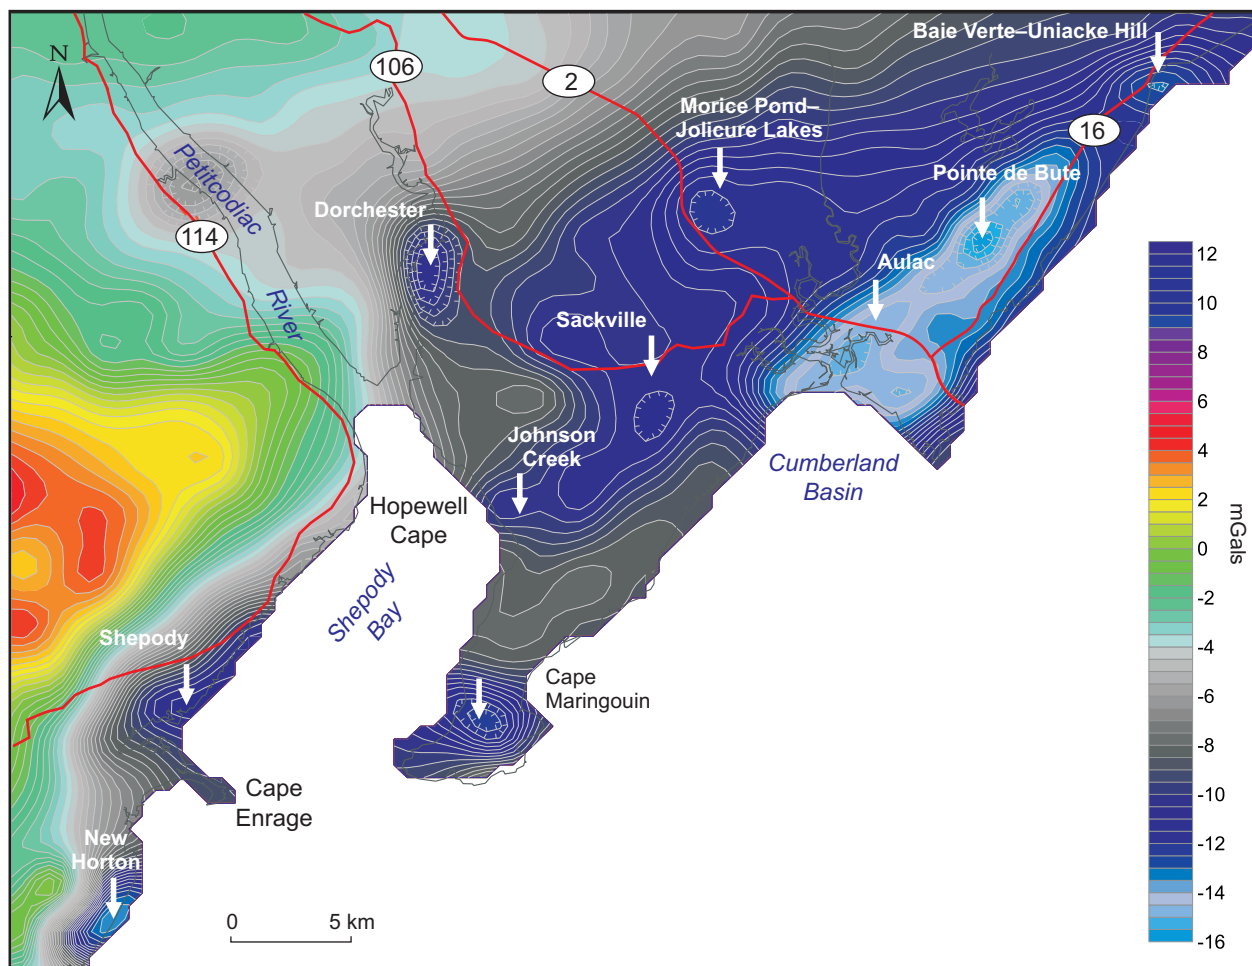 Baie Verte–Uniacke Hill
N
106
2
Morice Pond–
Jolicure Lakes
16
Petitcodiac
River
Pointe de Bute
Dorchester
114
Aulac
Sackville
Johnson
Creek
Cumberland
Basin
Hopewell
Cape
Shepody
Bay
Shepody
Cape
Maringouin
Cape
Enrage
New
Horton
0 5 km
12
10
8
6
4
2
0
-2
-4
-6
-8
-10
-12
-14
-16
mGals